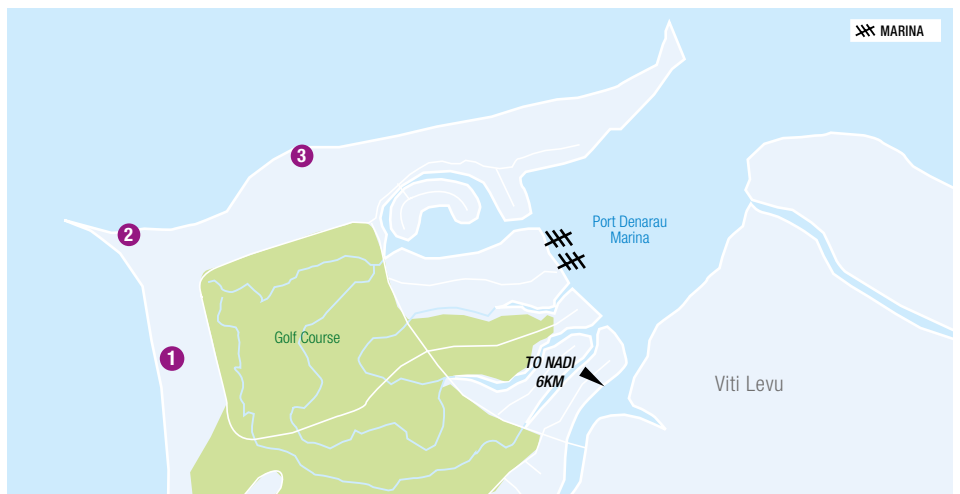 MARINA
3
2
Port Denarau
Marina
Golf Course
1
TO NADI
6KM
Viti Levu